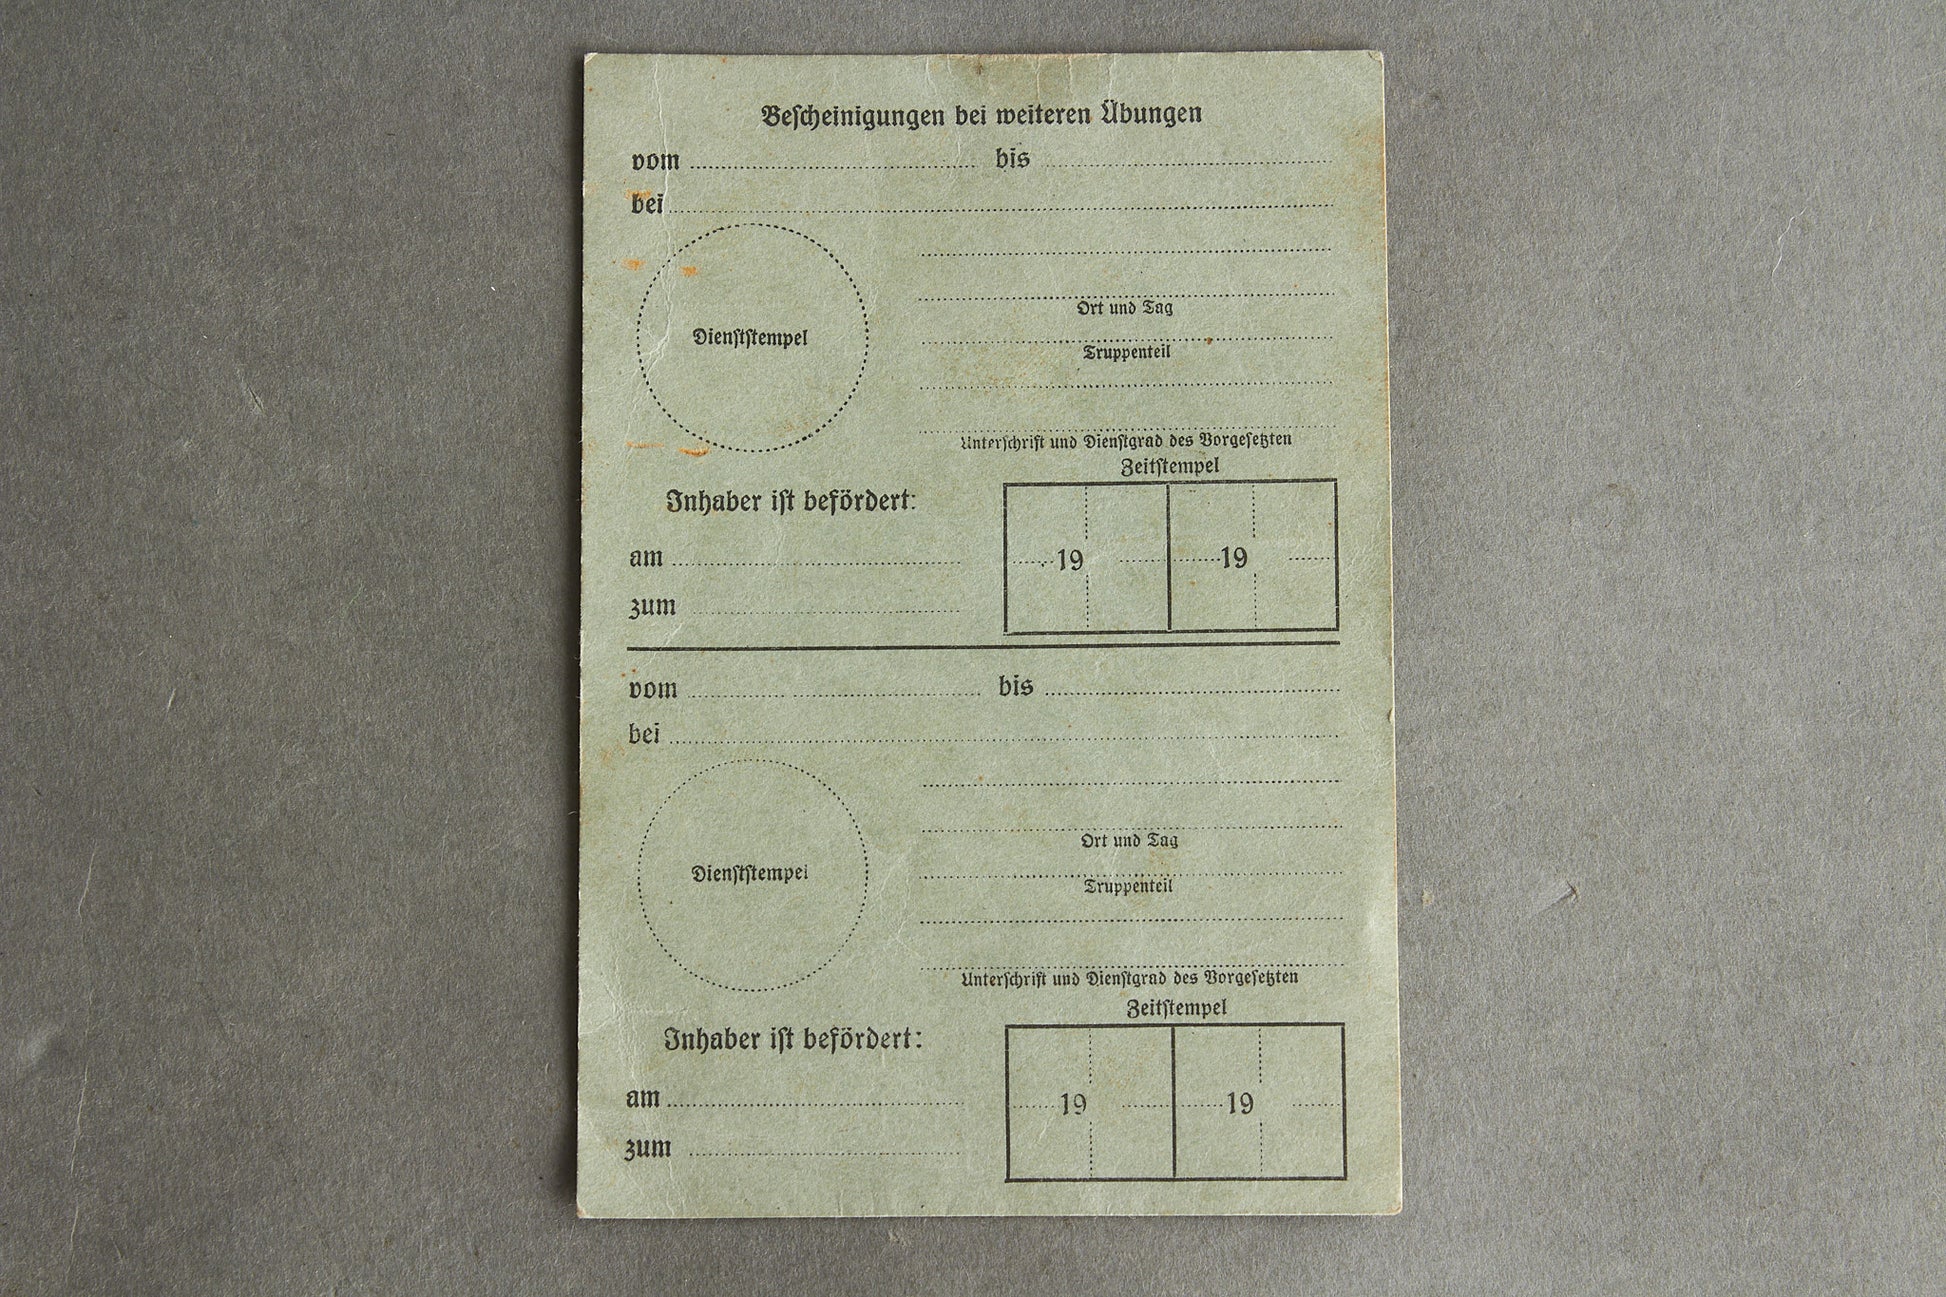 Bescheinigungen bei weiteren Übungen
vom bis
bei
Ort und Tag
Dienststempel
Truppenteil
Unterschrift und Dienstgrad des Vorgesetzten
Zeitstempel
Inhaber ist befördert:
am
19 19
zum
vom bis
bei
Ort und Tag
Dienststempel
Truppenteil
Unterschrift und Dienstgrad des Vorgesetzten
Zeitstempel
Inhaber ist befördert:
am
19 19
zum